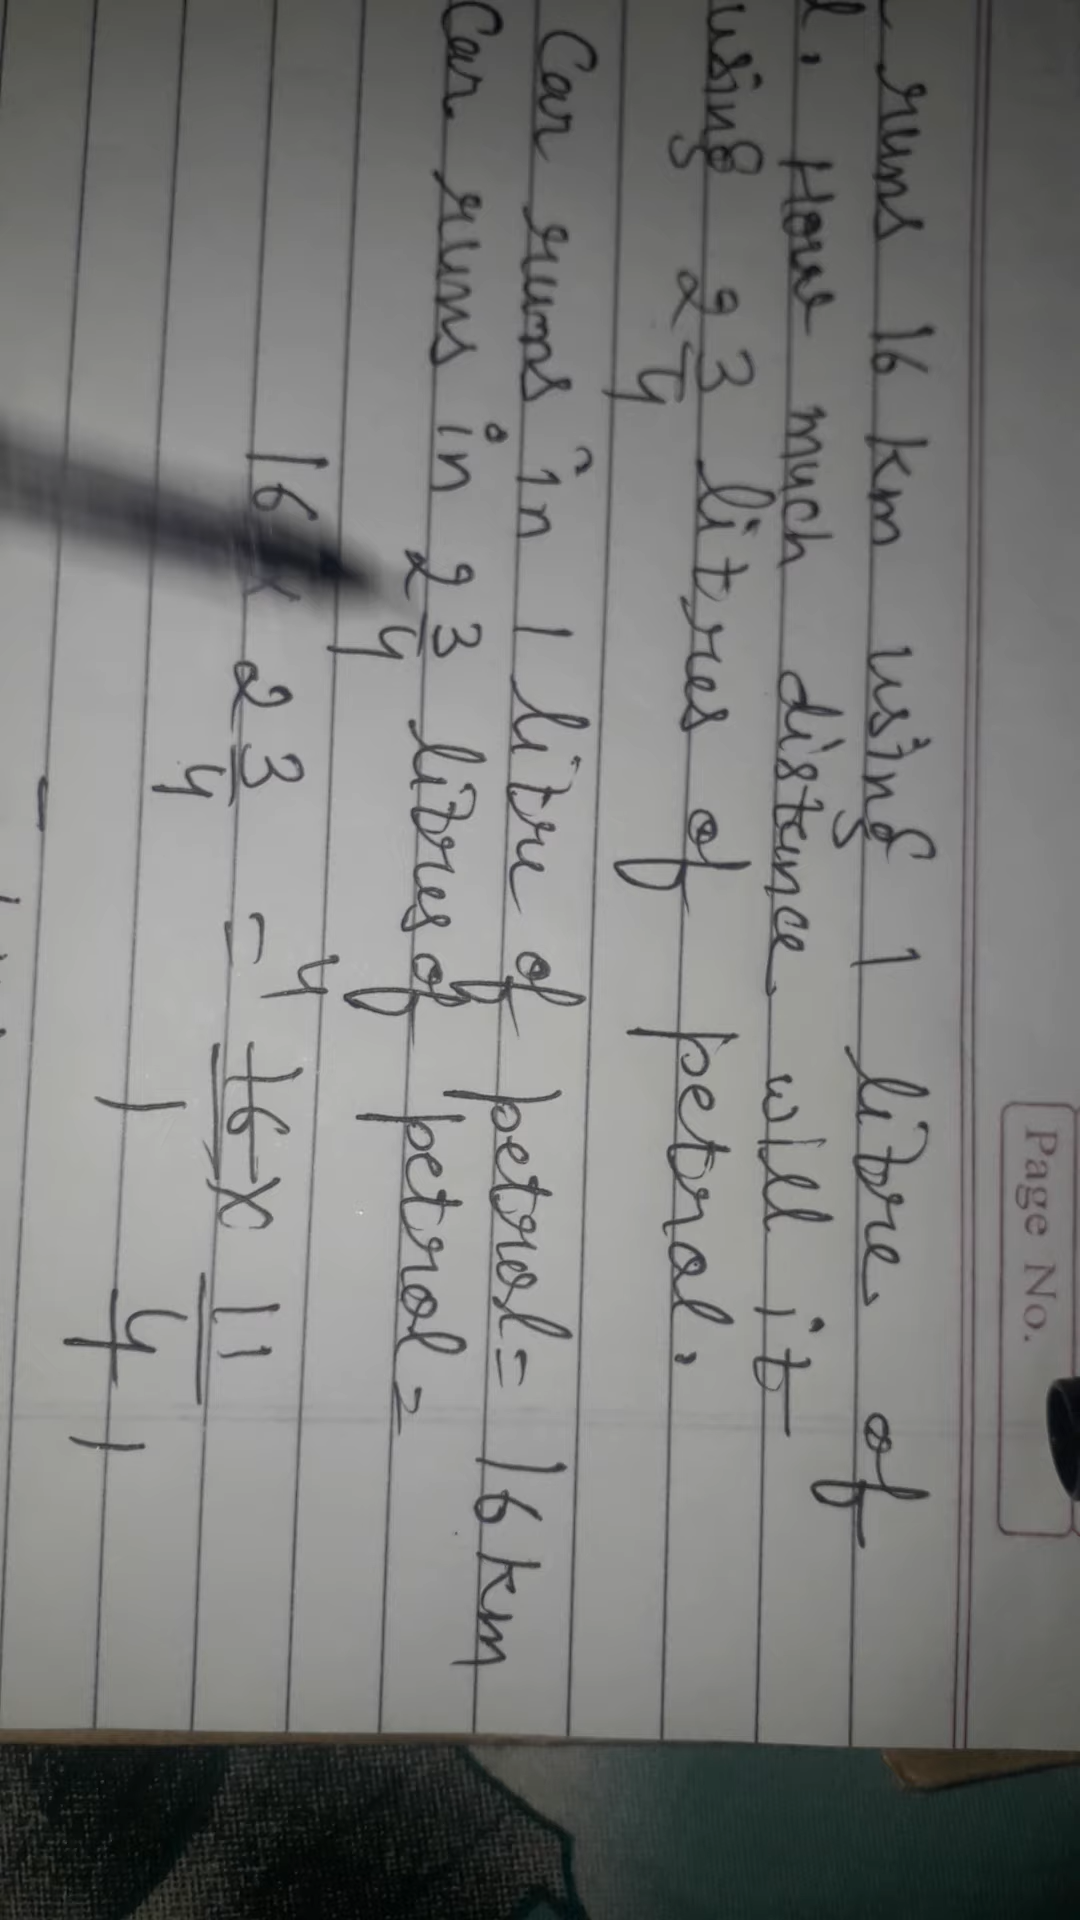 Page No.
runs 16 km using 1 litre of
l. How much distance will it
using 2 3/4 litres of petrol.
Car runs in 1 litre of petrol = 16 km
Car runs in 2 3/4 litres of petrol =
16 × 2 3/4 = 16/1 × 11/4
4
1